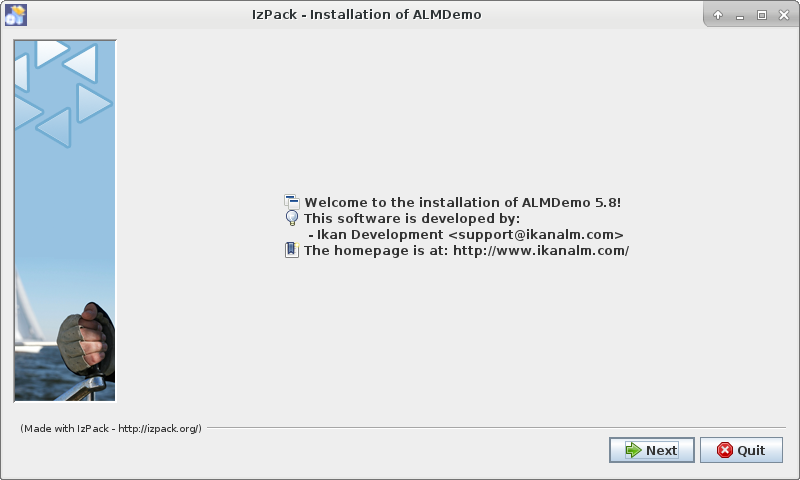 IzPack - Installation of ALMDemo
Welcome to the installation of ALMDemo 5.8!
This software is developed by:
- Ikan Development <support@ikanalm.com>
The homepage is at: http://www.ikanalm.com/
(Made with IzPack - http://izpack.org/)
Next
Quit